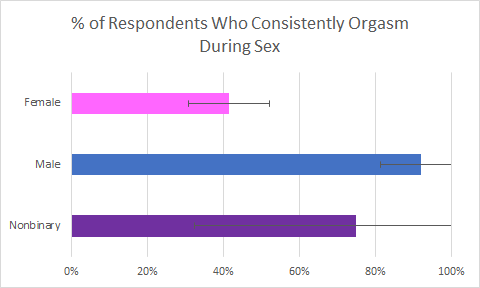 % of Respondents Who Consistently Orgasm
During Sex
Female
Male
Nonbinary
0% 20% 40% 60% 80% 100%